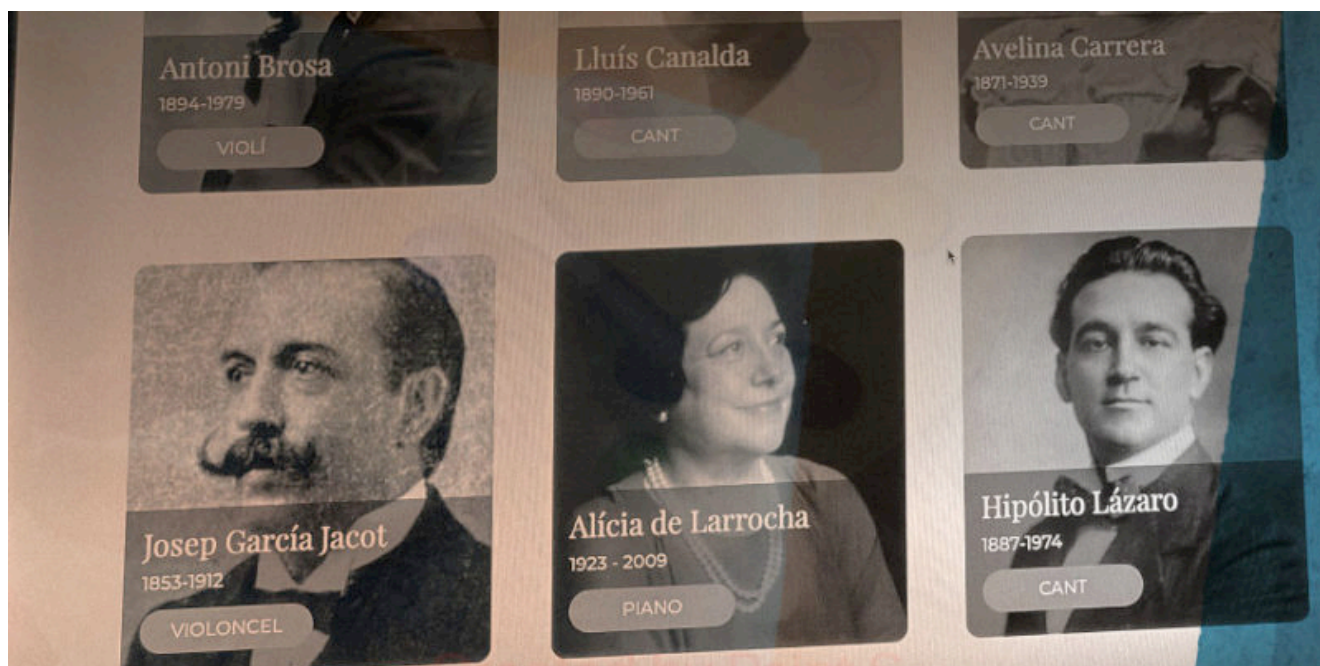 Antoni Brosa
1894-1979
VIOLÍ
Lluís Canalda
1890-1961
CANT
Avelina Carrera
1871-1939
CANT
Josep García Jacot
1853-1912
VIOLONCEL
Alícia de Larrocha
1923 - 2009
PIANO
Hipólito Lázaro
1887-1974
CANT